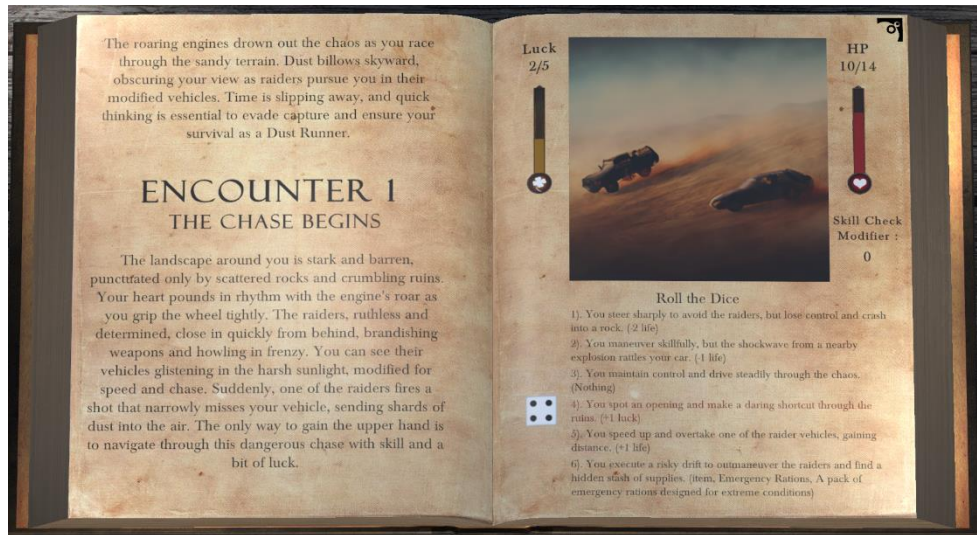 The roaring engines drown out the chaos as you race
through the sandy terrain. Dust billows skyward,
obscuring your view as raiders pursue you in their
modified vehicles. Time is slipping away, and quick
thinking is essential to evade capture and ensure your
survival as a Dust Runner.
ENCOUNTER 1
THE CHASE BEGINS
The landscape around you is stark and barren,
punctuated only by scattered rocks and crumbling ruins.
Your heart pounds in rhythm with the engine's roar as
you grip the wheel tightly. The raiders, ruthless and
determined, close in quickly from behind, brandishing
weapons and howling in frenzy. You can see their
vehicles glistening in the harsh sunlight, modified for
speed and chase. Suddenly, one of the raiders fires a
shot that narrowly misses your vehicle, sending shards of
dust into the air. The only way to gain the upper hand is
to navigate through this dangerous chase with skill and a
bit of luck.
Luck
2/5
HP
10/14
Skill Check
Modifier :
0
Roll the Dice
1). You steer sharply to avoid the raiders, but lose control and crash
into a rock. (-2 life)
2). You maneuver skillfully, but the shockwave from a nearby
explosion rattles your car. (-1 life)
3). You maintain control and drive steadily through the chaos.
(Nothing)
4). You spot an opening and make a daring shortcut through the
ruins. (+1 luck)
5). You speed up and overtake one of the raider vehicles, gaining
distance. (+1 life)
6). You execute a risky drift to outmaneuver the raiders and find a
hidden stash of supplies. (item, Emergency Rations, A pack of
emergency rations designed for extreme conditions)